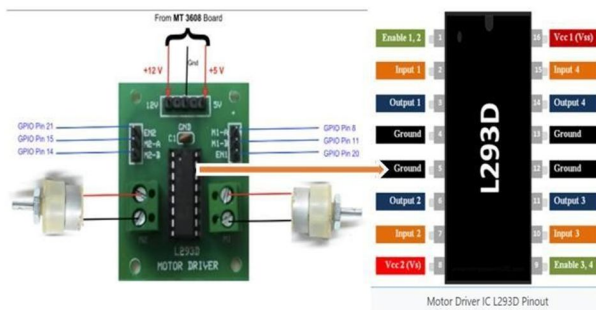 From MT 3608 Board
Gnd
+12 V
+5 V
12V
5V
GND
C1
GPIO Pin 21
GPIO Pin 15
GPIO Pin 14
EN2
M2-A
M2-B
M1-A
M1-B
EN1
GPIO Pin 8
GPIO Pin 11
GPIO Pin 20
L293D
MOTOR DRIVER
Enable 1, 2
1
16
Vcc 1 (Vss)
Input 1
2
15
Input 4
Output 1
3
14
Output 4
Ground
4
13
Ground
Ground
5
12
Ground
Output 2
6
11
Output 3
Input 2
7
10
Input 3
Vcc 2 (Vs)
8
9
Enable 3, 4
L293D
Motor Driver IC L293D Pinout